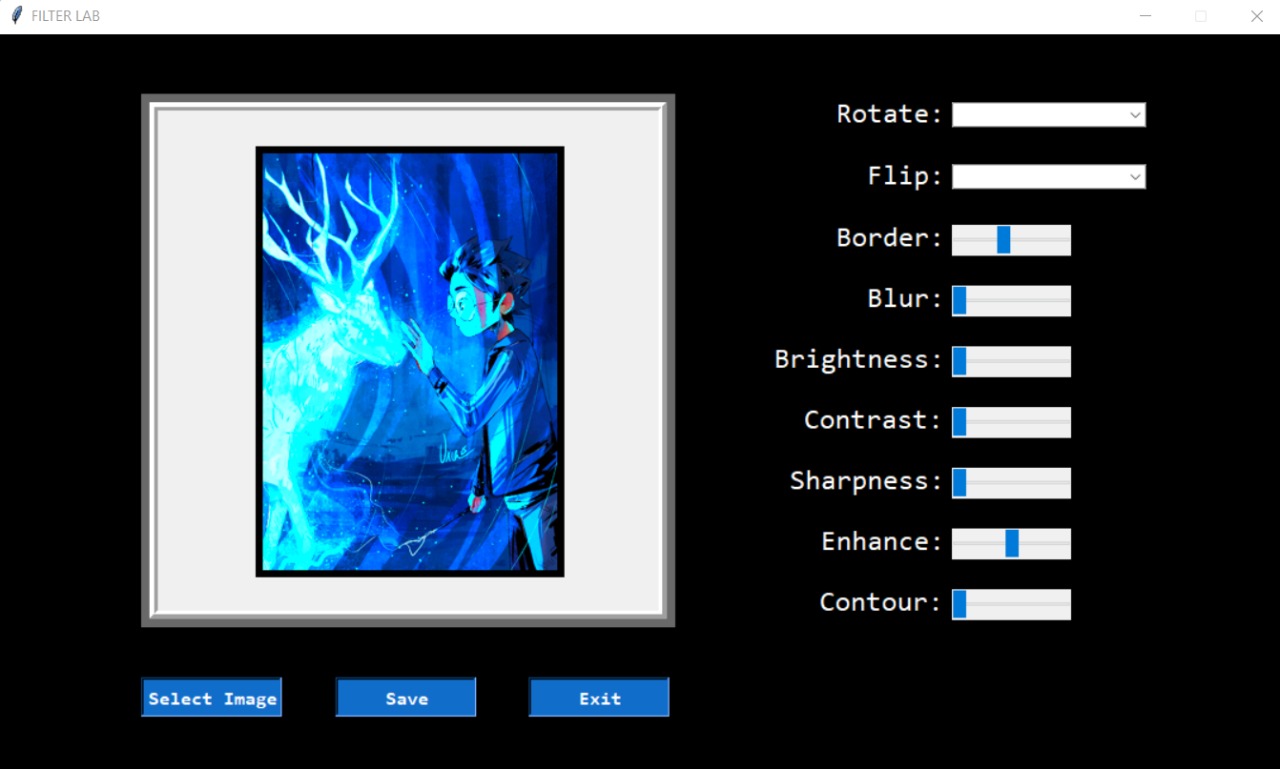 FILTER LAB
Rotate:
Flip:
Border:
Blur:
Brightness:
Contrast:
Sharpness:
Enhance:
Contour:
Select Image
Save
Exit